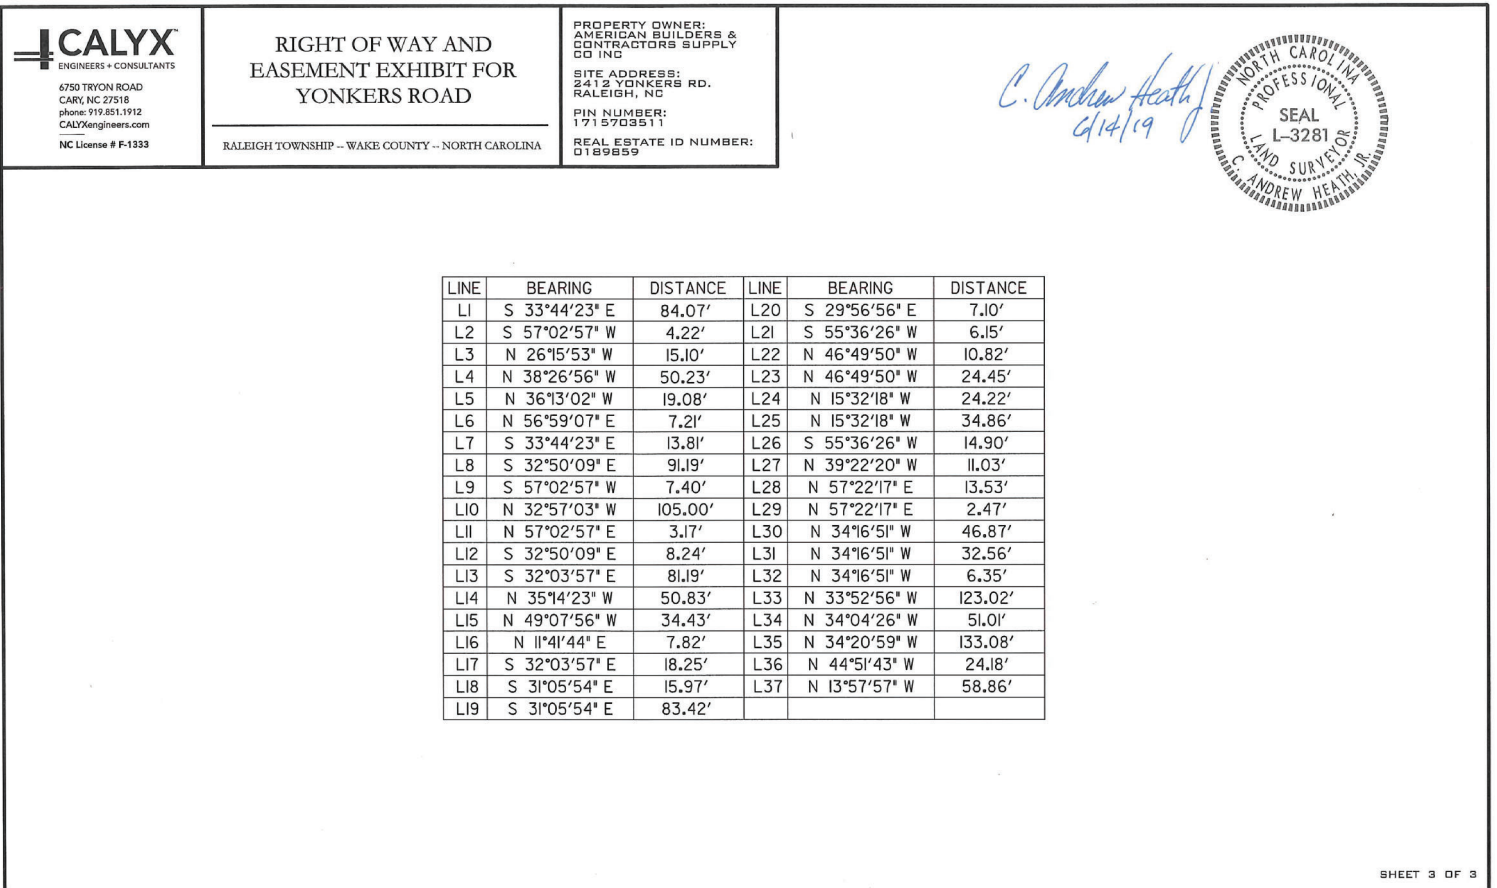 CALYX
ENGINEERS + CONSULTANTS
6750 TRYON ROAD
CARY, NC 27518
phone: 919.851.1912
CALYXengineers.com
NC License # F-1333
RIGHT OF WAY AND
EASEMENT EXHIBIT FOR
YONKERS ROAD
RALEIGH TOWNSHIP -- WAKE COUNTY -- NORTH CAROLINA
PROPERTY OWNER:
AMERICAN BUILDERS &
CONTRACTORS SUPPLY
CO INC
SITE ADDRESS:
2412 YONKERS RD.
RALEIGH, NC
PIN NUMBER:
1715703511
REAL ESTATE ID NUMBER:
0189859
C. Andrew Heath Jr
6/14/19
NORTH CAROLINA
PROFESSIONAL
SEAL
L-3281
LAND SURVEYOR
C. ANDREW HEATH, JR.
LINE BEARING DISTANCE LINE BEARING DISTANCE
L1 S 33°44'23" E 84.07' L20 S 29°56'56" E 7.10'
L2 S 57°02'57" W 4.22' L21 S 55°36'26" W 6.15'
L3 N 26°15'53" W 15.10' L22 N 46°49'50" W 10.82'
L4 N 38°26'56" W 50.23' L23 N 46°49'50" W 24.45'
L5 N 36°13'02" W 19.08' L24 N 15°32'18" W 24.22'
L6 N 56°59'07" E 7.21' L25 N 15°32'18" W 34.86'
L7 S 33°44'23" E 13.81' L26 S 55°36'26" W 14.90'
L8 S 32°50'09" E 91.19' L27 N 39°22'20" W 11.03'
L9 S 57°02'57" W 7.40' L28 N 57°22'17" E 13.53'
L10 N 32°57'03" W 105.00' L29 N 57°22'17" E 2.47'
L11 N 57°02'57" E 3.17' L30 N 34°16'51" W 46.87'
L12 S 32°50'09" E 8.24' L31 N 34°16'51" W 32.56'
L13 S 32°03'57" E 81.19' L32 N 34°16'51" W 6.35'
L14 N 35°14'23" W 50.83' L33 N 33°52'56" W 123.02'
L15 N 49°07'56" W 34.43' L34 N 34°04'26" W 51.01'
L16 N 11°41'44" E 7.82' L35 N 34°20'59" W 133.08'
L17 S 32°03'57" E 18.25' L36 N 44°51'43" W 24.18'
L18 S 31°05'54" E 15.97' L37 N 13°57'57" W 58.86'
L19 S 31°05'54" E 83.42'
SHEET 3 OF 3